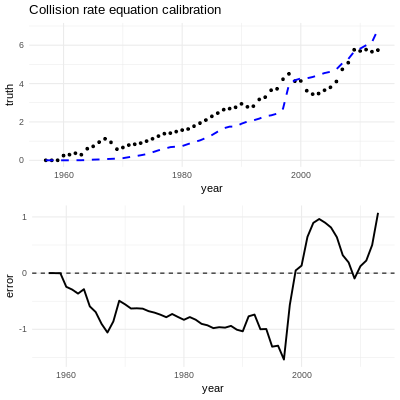 Collision rate equation calibration
truth
6
4
2
0
1960
1980
2000
year
error
1
0
-1
1960
1980
2000
year